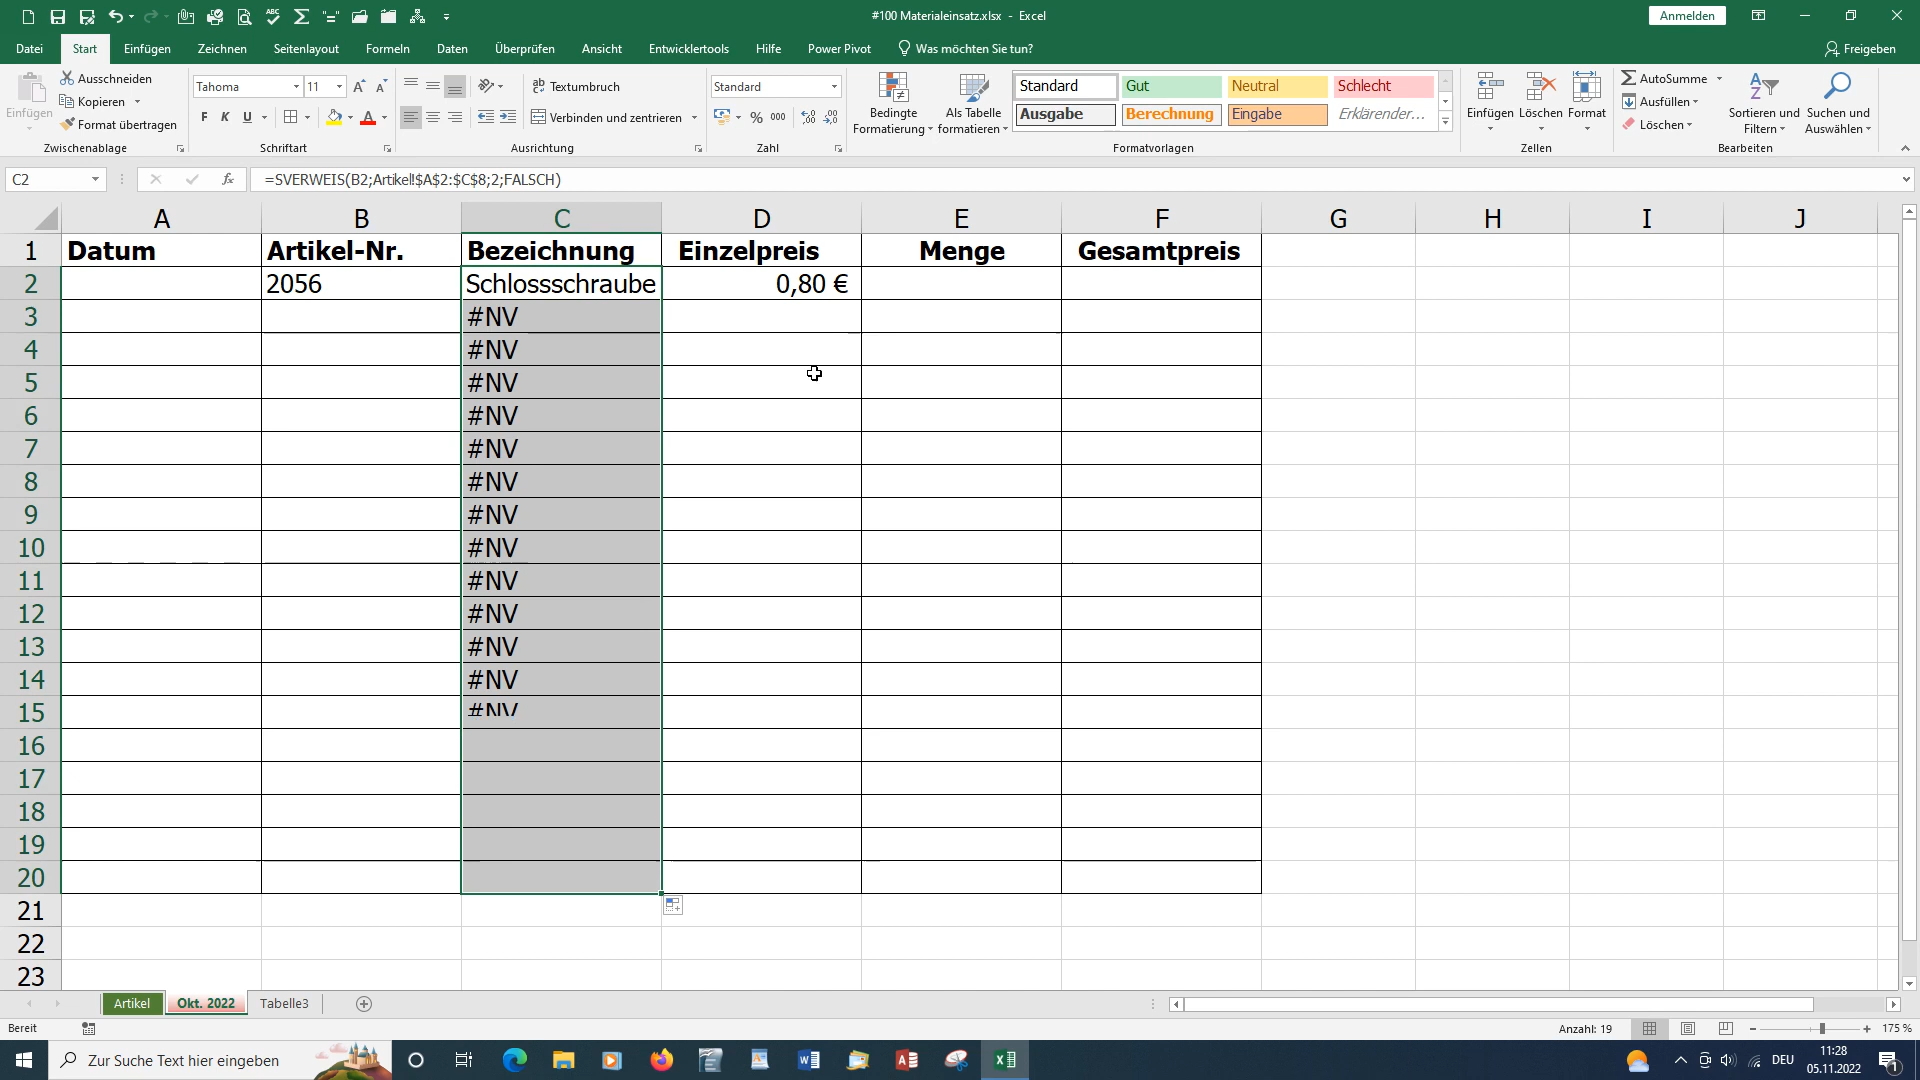 #100 Materialeinsatz.xlsx - Excel
Anmelden
Datei Start Einfügen Zeichnen Seitenlayout Formeln Daten Überprüfen Ansicht Entwicklertools Hilfe Power Pivot Was möchten Sie tun? Freigeben
Einfügen
Ausschneiden
Kopieren
Format übertragen
Zwischenablage
Tahoma 11
F K U
Schriftart
Textumbruch
Verbinden und zentrieren
Ausrichtung
Standard
% 000
Zahl
Bedingte Formatierung
Als Tabelle formatieren
Standard Gut Neutral Schlecht
Ausgabe Berechnung Eingabe Erklärender...
Formatvorlagen
Einfügen Löschen Format
Zellen
AutoSumme
Ausfüllen
Löschen
Sortieren und Filtern
Suchen und Auswählen
Bearbeiten
C2 fx =SVERWEIS(B2;Artikel!$A$2:$C$8;2;FALSCH)
A B C D E F G H I J
1 Datum Artikel-Nr. Bezeichnung Einzelpreis Menge Gesamtpreis
2 2056 Schlossschraube 0,80 €
3 #NV
4 #NV
5 #NV
6 #NV
7 #NV
8 #NV
9 #NV
10 #NV
11 #NV
12 #NV
13 #NV
14 #NV
15 #NV
16
17
18
19
20
21
22
23
Artikel Okt. 2022 Tabelle3
Bereit Anzahl: 19 175 %
Zur Suche Text hier eingeben
DEU
11:28
05.11.2022
1